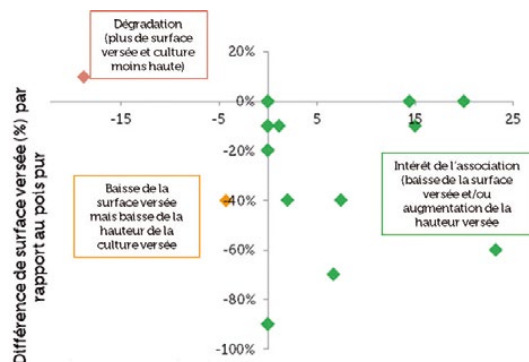 Dégradation
(plus de surface
versée et culture
moins haute)
20%
0%
-15
-5
5
15
25
-20%
Baisse de la
surface versée
mais baisse de la
hauteur de la
culture versée
Intérêt de l'association
(baisse de la surface
versée et/ou
augmentation de la
hauteur versée
-40%
-60%
-80%
-100%
Différence de surface versée (%) par
rapport au pois pur